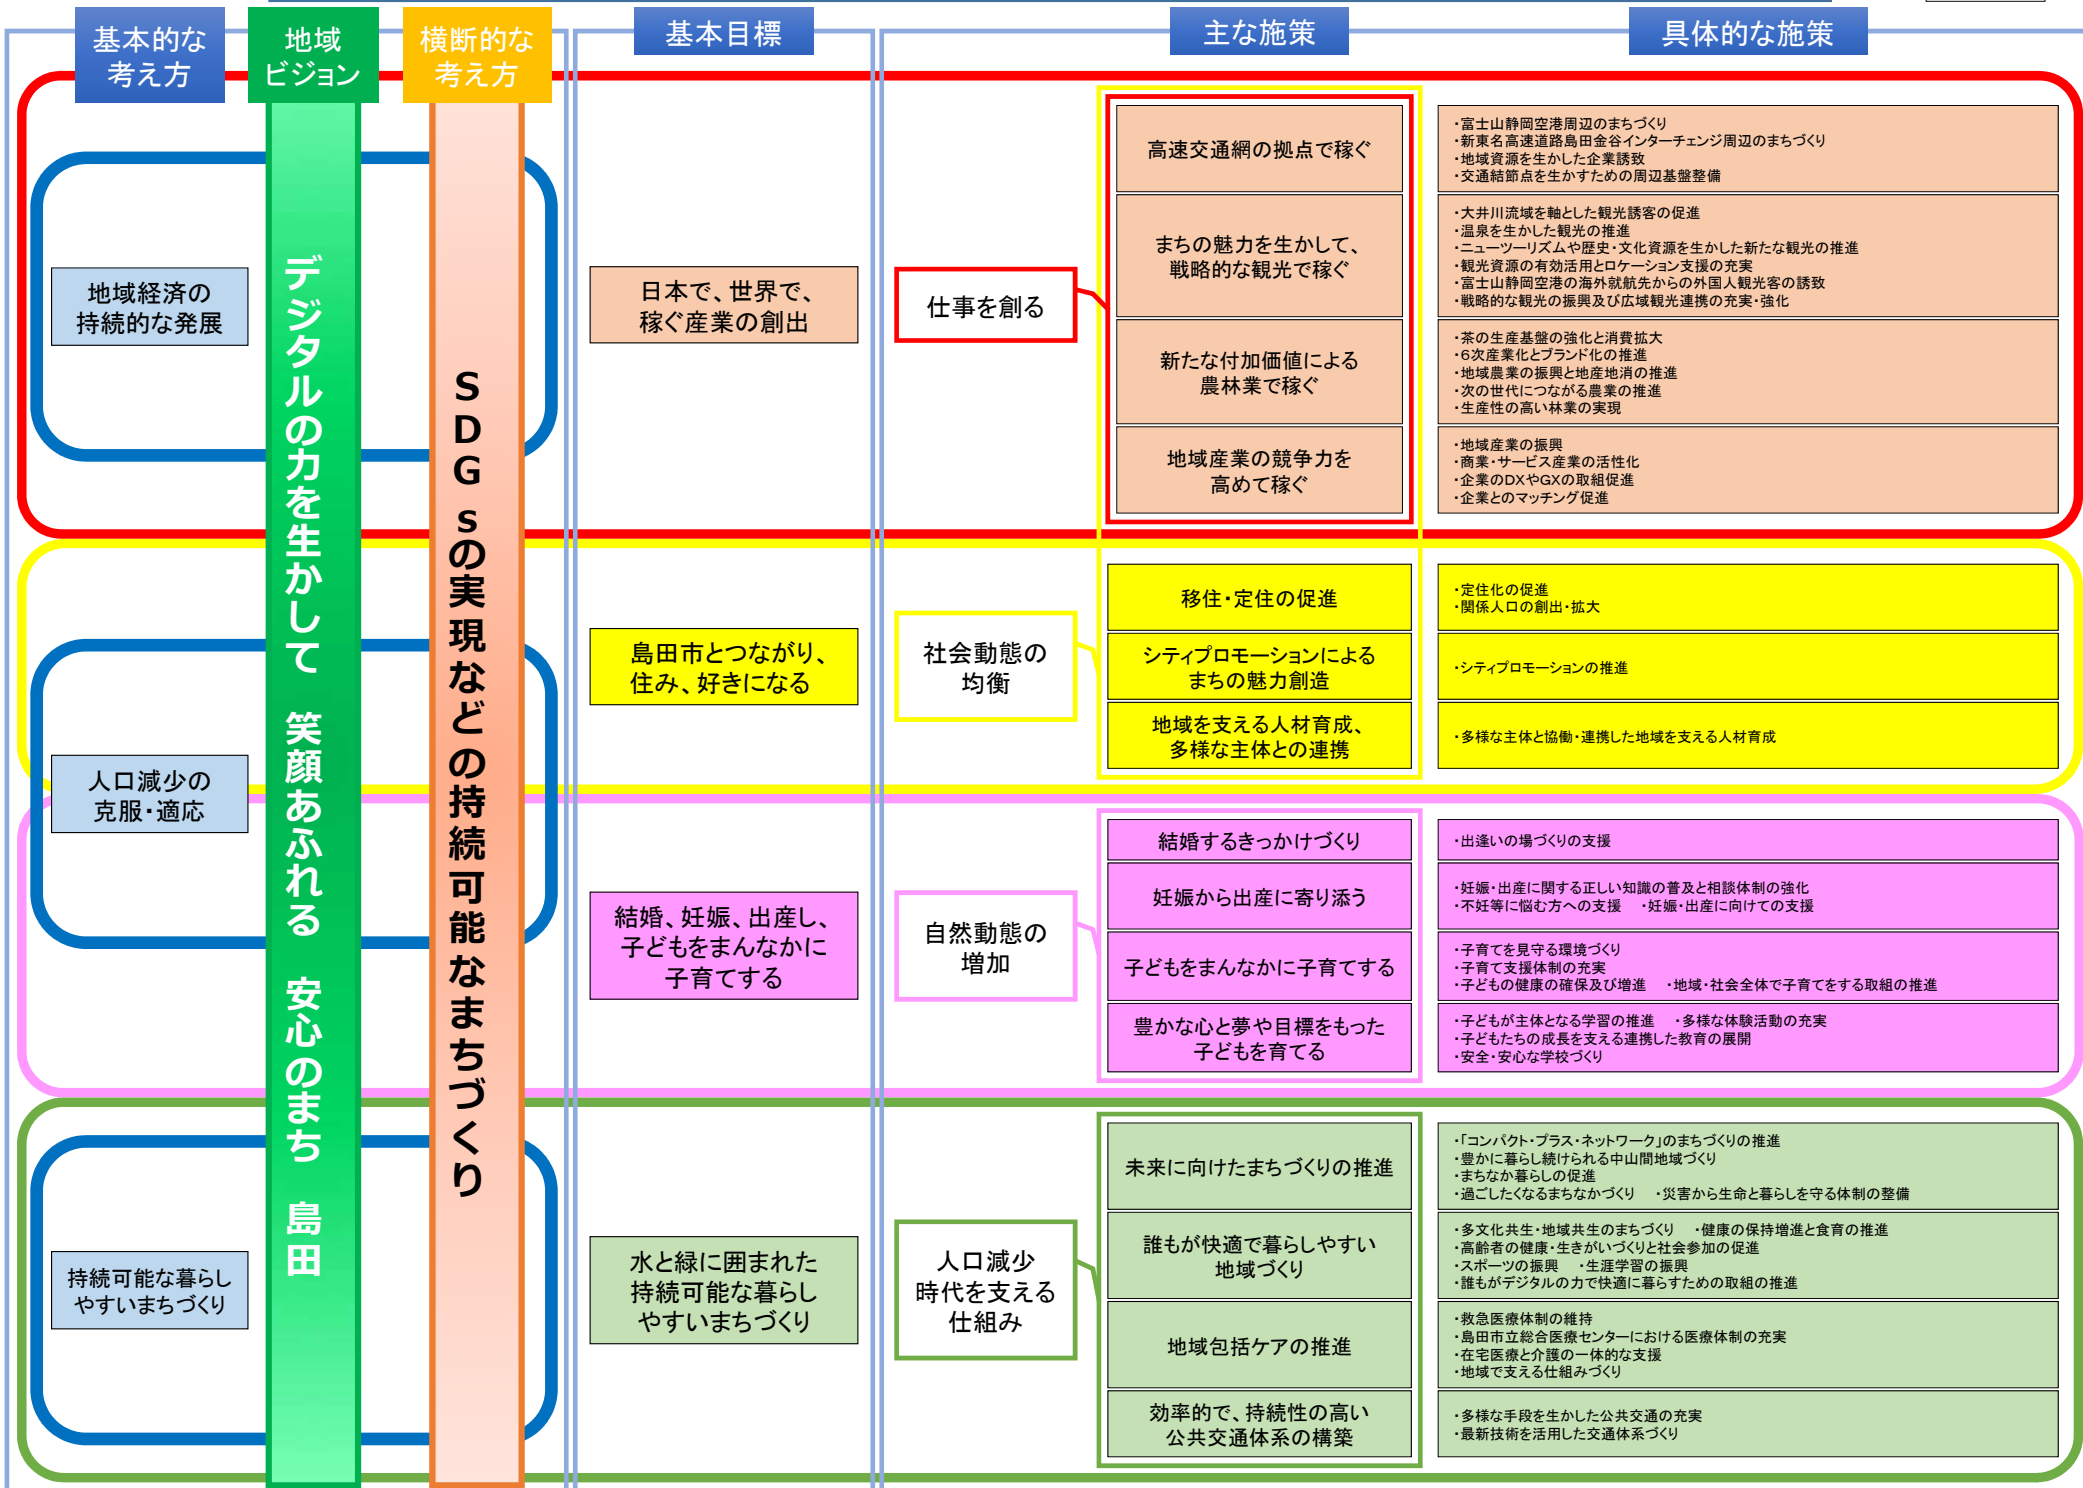 基本的な
考え方
地域
ビジョン
横断的な
考え方
基本目標
主な施策
具体的な施策
デジタルの力を生かして 笑顔あふれる 安心のまち 島田
SDGsの実現などの持続可能なまちづくり
地域経済の
持続的な発展
日本で、世界で、
稼ぐ産業の創出
仕事を創る
高速交通網の拠点で稼ぐ
・富士山静岡空港周辺のまちづくり
・新東名高速道路島田金谷インターチェンジ周辺のまちづくり
・地域資源を生かした企業誘致
・交通結節点を生かすための周辺基盤整備
まちの魅力を生かして、
戦略的な観光で稼ぐ
・大井川流域を軸とした観光誘客の促進
・温泉を生かした観光の推進
・ニューツーリズムや歴史・文化資源を生かした新たな観光の推進
・観光資源の有効活用とロケーション支援の充実
・富士山静岡空港の海外就航先からの外国人観光客の誘致
・戦略的な観光の振興及び広域観光連携の充実・強化
新たな付加価値による
農林業で稼ぐ
・茶の生産基盤の強化と消費拡大
・6次産業化とブランド化の推進
・地域農業の振興と地産地消の推進
・次の世代につながる農業の推進
・生産性の高い林業の実現
地域産業の競争力を
高めて稼ぐ
・地域産業の振興
・商業・サービス産業の活性化
・企業のDXやGXの取組促進
・企業とのマッチング促進
人口減少の
克服・適応
島田市とつながり、
住み、好きになる
社会動態の
均衡
移住・定住の促進
・定住化の促進
・関係人口の創出・拡大
シティプロモーションによる
まちの魅力創造
・シティプロモーションの推進
地域を支える人材育成、
多様な主体との連携
・多様な主体と協働・連携した地域を支える人材育成
結婚、妊娠、出産し、
子どもをまんなかに
子育てする
自然動態の
増加
結婚するきっかけづくり
・出逢いの場づくりの支援
妊娠から出産に寄り添う
・妊娠・出産に関する正しい知識の普及と相談体制の強化
・不妊等に悩む方への支援 ・妊娠・出産に向けての支援
子どもをまんなかに子育てする
・子育てを見守る環境づくり
・子育て支援体制の充実
・子どもの健康の確保及び増進 ・地域・社会全体で子育てをする取組の推進
豊かな心と夢や目標をもった
子どもを育てる
・子どもが主体となる学習の推進 ・多様な体験活動の充実
・子どもたちの成長を支える連携した教育の展開
・安全・安心な学校づくり
持続可能な暮らし
やすいまちづくり
水と緑に囲まれた
持続可能な暮らし
やすいまちづくり
人口減少
時代を支える
仕組み
未来に向けたまちづくりの推進
・「コンパクト・プラス・ネットワーク」のまちづくりの推進
・豊かに暮らし続けられる中山間地域づくり
・まちなか暮らしの促進
・過ごしたくなるまちなかづくり ・災害から生命と暮らしを守る体制の整備
誰もが快適で暮らしやすい
地域づくり
・多文化共生・地域共生のまちづくり ・健康の保持増進と食育の推進
・高齢者の健康・生きがいづくりと社会参加の促進
・スポーツの振興 ・生涯学習の振興
・誰もがデジタルの力で快適に暮らすための取組の推進
地域包括ケアの推進
・救急医療体制の維持
・島田市立総合医療センターにおける医療体制の充実
・在宅医療と介護の一体的な支援
・地域で支える仕組みづくり
効率的で、持続性の高い
公共交通体系の構築
・多様な手段を生かした公共交通の充実
・最新技術を活用した交通体系づくり